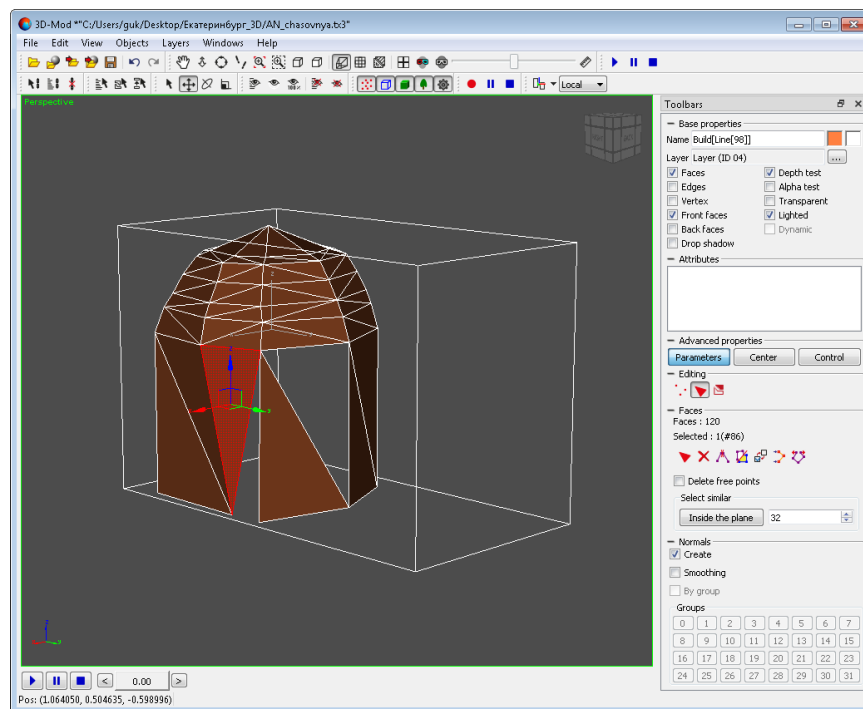 3D-Mod *"C:/Users/guk/Desktop/Екатеринбург_3D/AN_chasovnya.tx3"
File Edit View Objects Layers Windows Help
100%
Local
Perspective
Toolbars
Base properties
Name Build[Line[98]]
Layer Layer (ID 04) ...
Faces Depth test
Edges Alpha test
Vertex Transparent
Front faces Lighted
Back faces Dynamic
Drop shadow
Attributes
Advanced properties
Parameters Center Control
Editing
Faces
Faces : 120
Selected : 1(#86)
Delete free points
Select similar
Inside the plane 32
Normals
Create
Smoothing
By group
Groups
0 1 2 3 4 5 6 7
8 9 10 11 12 13 14 15
16 17 18 19 20 21 22 23
24 25 26 27 28 29 30 31
< 0.00 >
Pos: (1.064050, 0.504635, -0.598996)